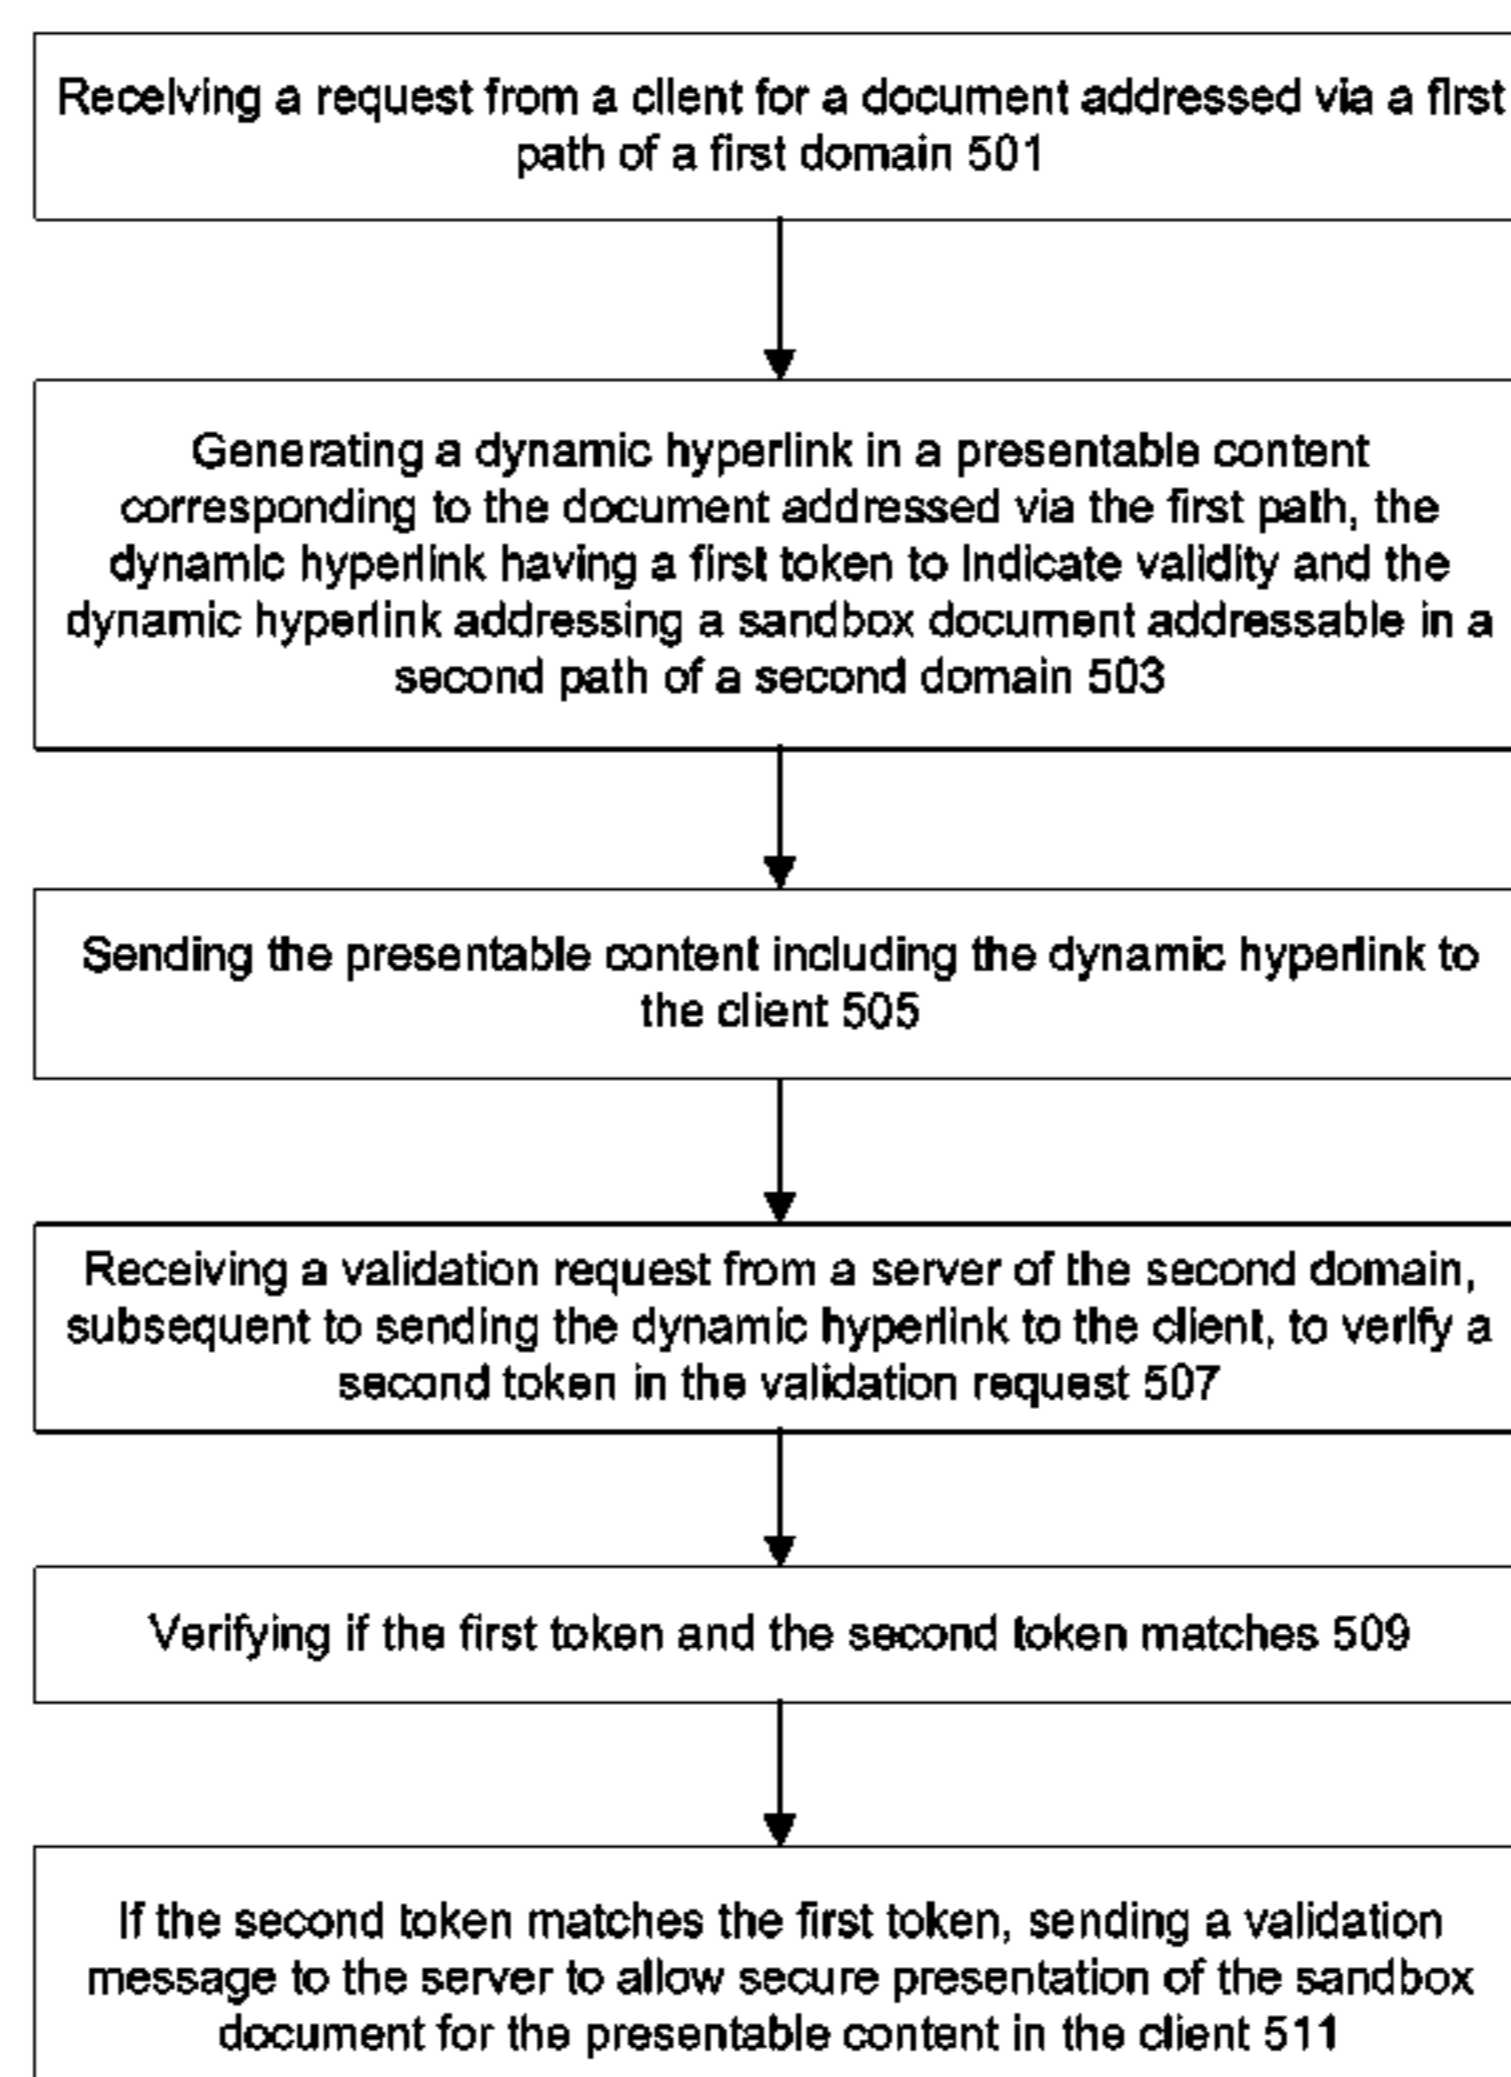 Receiving a request from a client for a document addressed via a first
path of a first domain 501
Generating a dynamic hyperlink in a presentable content
corresponding to the document addressed via the first path, the
dynamic hyperlink having a first token to indicate validity and the
dynamic hyperlink addressing a sandbox document addressable in a
second path of a second domain 503
Sending the presentable content including the dynamic hyperlink to
the client 505
Receiving a validation request from a server of the second domain,
subsequent to sending the dynamic hyperlink to the client, to verify a
second token in the validation request 507
Verifying if the first token and the second token matches 509
If the second token matches the first token, sending a validation
message to the server to allow secure presentation of the sandbox
document for the presentable content in the client 511